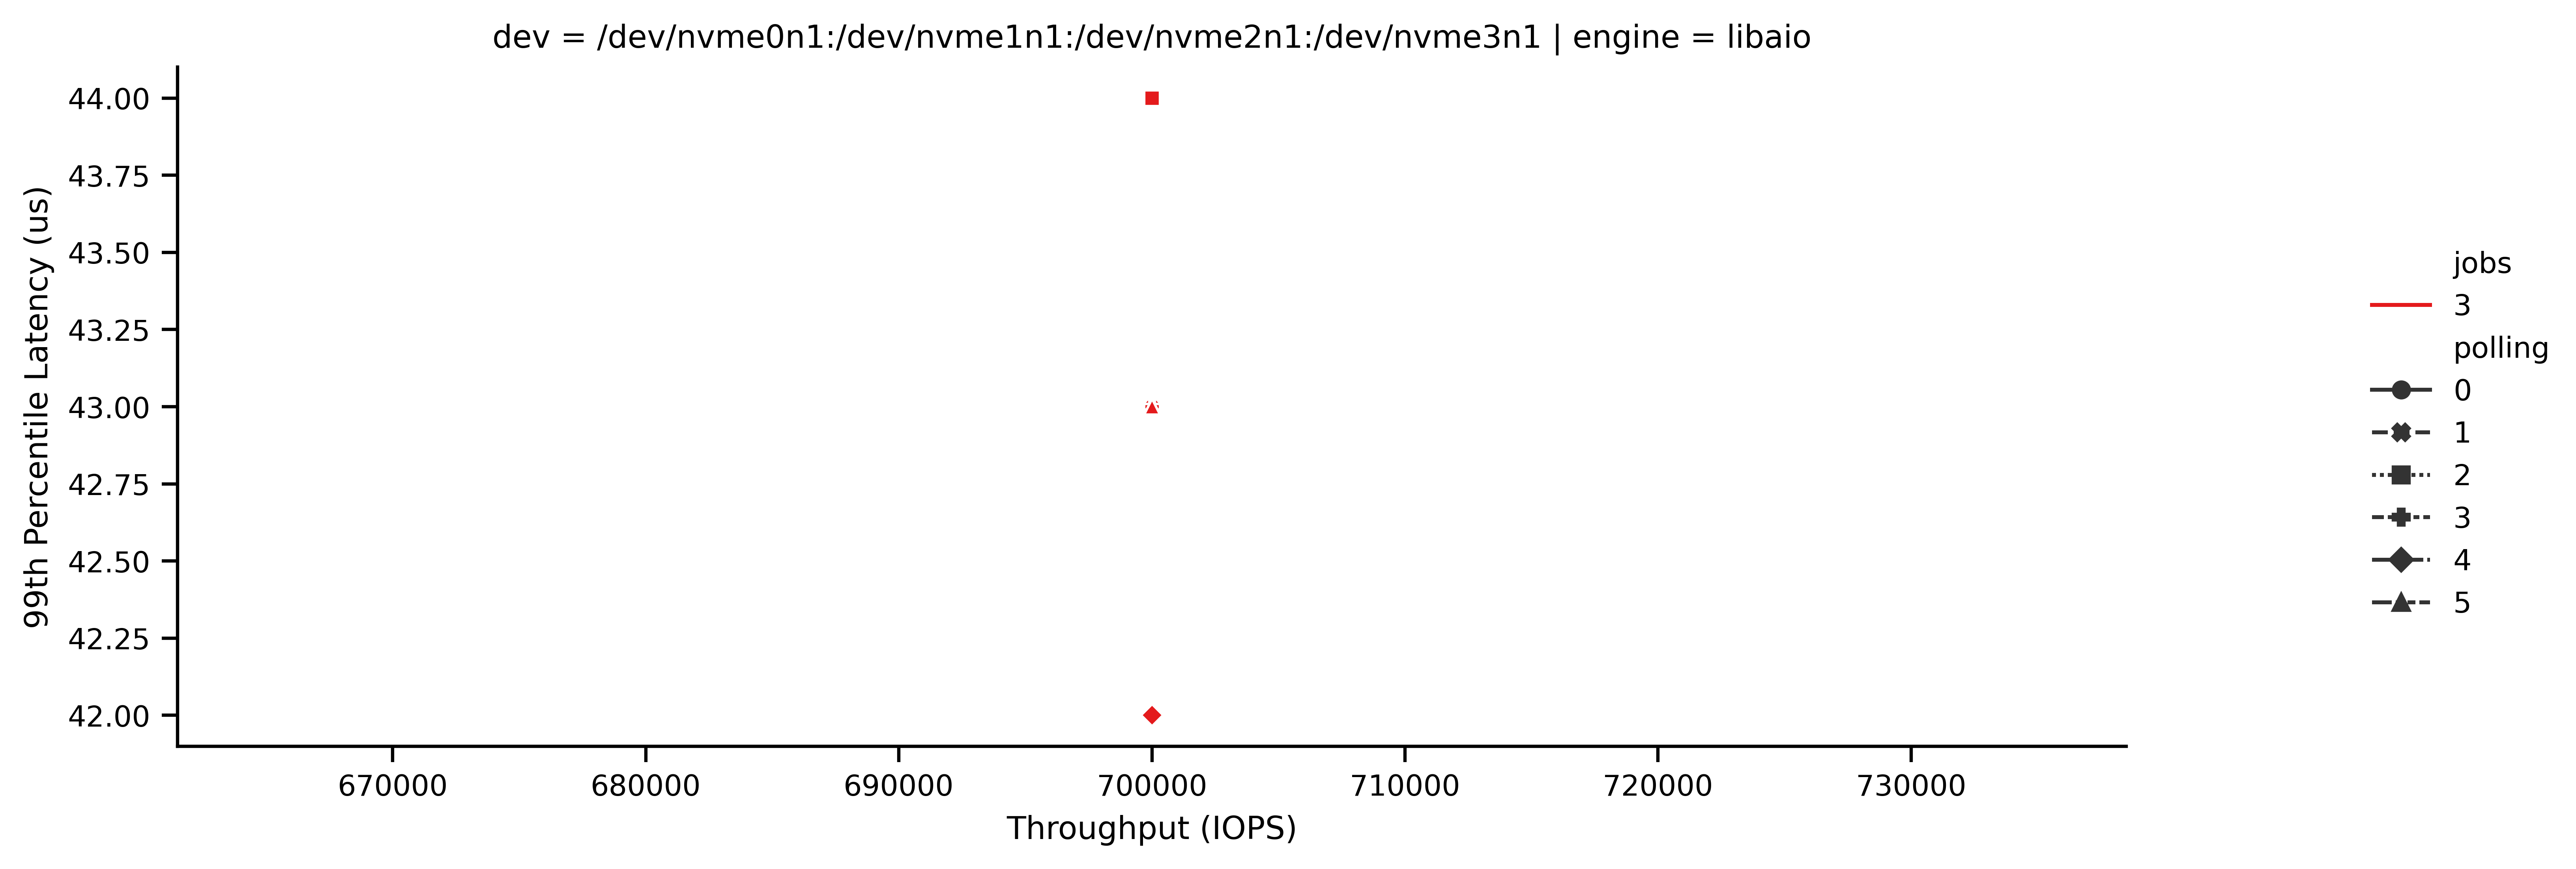 dev = /dev/nvme0n1:/dev/nvme1n1:/dev/nvme2n1:/dev/nvme3n1 | engine = libaio
99th Percentile Latency (us)
44.00
43.75
43.50
43.25
43.00
42.75
42.50
42.25
42.00
670000 680000 690000 700000 710000 720000 730000
Throughput (IOPS)
jobs
3
polling
0
1
2
3
4
5